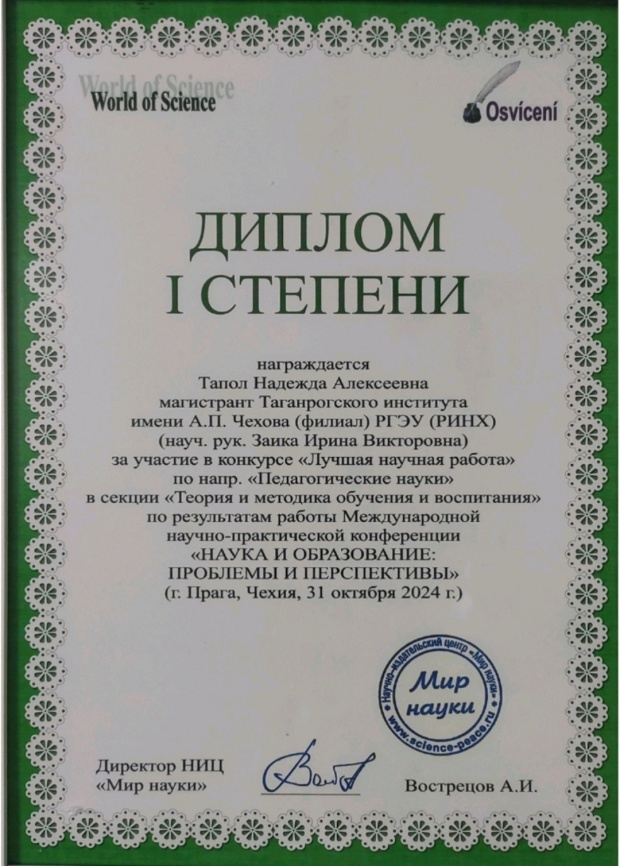 World of Science
World of Science
Osvícení
ДИПЛОМ
I СТЕПЕНИ
награждается
Тапол Надежда Алексеевна
магистрант Таганрогского института
имени А.П. Чехова (филиал) РГЭУ (РИНХ)
(науч. рук. Заика Ирина Викторовна)
за участие в конкурсе «Лучшая научная работа»
по напр. «Педагогические науки»
в секции «Теория и методика обучения и воспитания»
по результатам работы Международной
научно-практической конференции
«НАУКА И ОБРАЗОВАНИЕ:
ПРОБЛЕМЫ И ПЕРСПЕКТИВЫ»
(г. Прага, Чехия, 31 октября 2024 г.)
Научно-издательский центр «Мир науки»
Мир
науки
www.science-peace.ru
Директор НИЦ
«Мир науки»
Вострецов А.И.